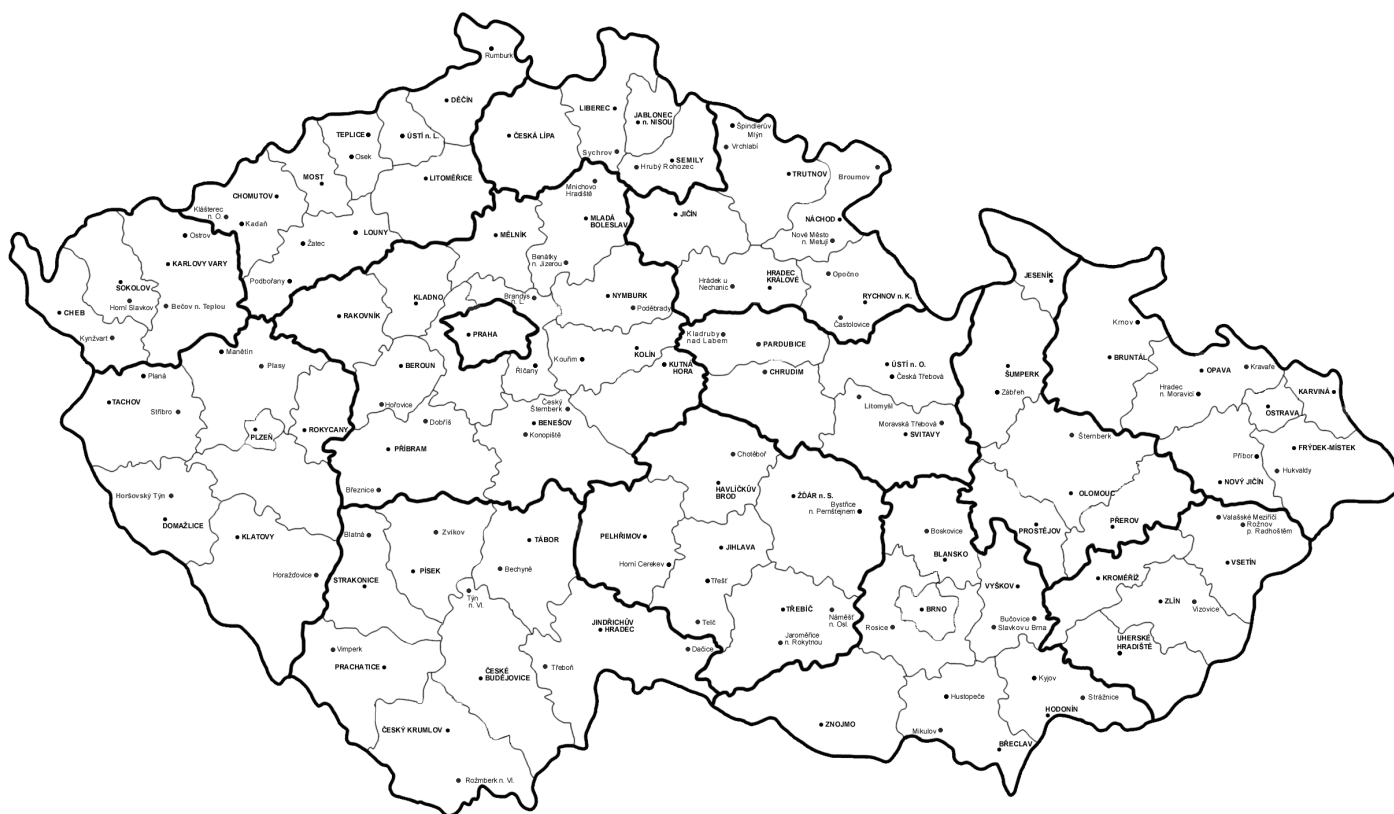 Rumburk
DĚČÍN
LIBEREC
JABLONEC
n. NISOU
TEPLICE
ÚSTÍ n. L.
ČESKÁ LÍPA
Osek
Sychrov
SEMILY
Hrubý Rohozec
Špindlerův
Mlýn
Vrchlabí
TRUTNOV
Broumov
MOST
LITOMĚŘICE
Mnichovo
Hradiště
CHOMUTOV
Klášterec
n. O.
Kadaň
MLADÁ
BOLESLAV
JIČÍN
NÁCHOD
Nové Město
n. Metují
Ostrov
Žatec
LOUNY
MĚLNÍK
KARLOVY VARY
Benátky
n. Jizerou
Podbořany
SOKOLOV
Horní Slavkov
Bečov n. Teplou
CHEB
Kynžvart
RAKOVNÍK
KLADNO
Brandýs
n. L.
NYMBURK
Poděbrady
Hrádek u
Nechanic
HRADEC
KRÁLOVÉ
Opočno
RYCHNOV n. K.
Častolovice
JESENÍK
PRAHA
Kladruby
nad Labem
PARDUBICE
Krnov
BRUNTÁL
Manětín
Plasy
Planá
TACHOV
Stříbro
BEROUN
Hořovice
Říčany
Kouřim
KOLÍN
KUTNÁ
HORA
CHRUDIM
ÚSTÍ n. O.
Česká Třebová
ŠUMPERK
Zábřeh
OPAVA
Kravaře
Hradec
n. Moravicí
KARVINÁ
OSTRAVA
PLZEŇ
ROKYCANY
Dobříš
Český
Šternberk
BENEŠOV
Konopiště
Litomyšl
Moravská Třebová
SVITAVY
Šternberk
FRÝDEK-MÍSTEK
Příbor
Hukvaldy
NOVÝ JIČÍN
PŘÍBRAM
Březnice
Chotěboř
HAVLÍČKŮV
BROD
ŽĎÁR n. S.
Bystřice
n. Pernštejnem
OLOMOUC
PROSTĚJOV
PŘEROV
Valašské Meziříčí
Rožnov
p. Radhoštěm
VSETÍN
Horšovský Týn
DOMAŽLICE
KLATOVY
Horažďovice
Blatná
Zvíkov
STRAKONICE
PÍSEK
TÁBOR
Bechyně
Týn
n. Vl.
PELHŘIMOV
Horní Cerekev
JIHLAVA
Třešť
Telč
TŘEBÍČ
Náměšť
n. Osl.
Jaroměřice
n. Rokytnou
Boskovice
BLANSKO
VYŠKOV
BRNO
Rosice
Bučovice
Slavkov u Brna
KROMĚŘÍŽ
ZLÍN
Vizovice
UHERSKÉ
HRADIŠTĚ
JINDŘICHŮV
HRADEC
Dačice
Třeboň
Vimperk
PRACHATICE
ČESKÉ
BUDĚJOVICE
ČESKÝ KRUMLOV
Rožmberk n. Vl.
ZNOJMO
Hustopeče
Mikulov
BŘECLAV
Kyjov
Strážnice
HODONÍN